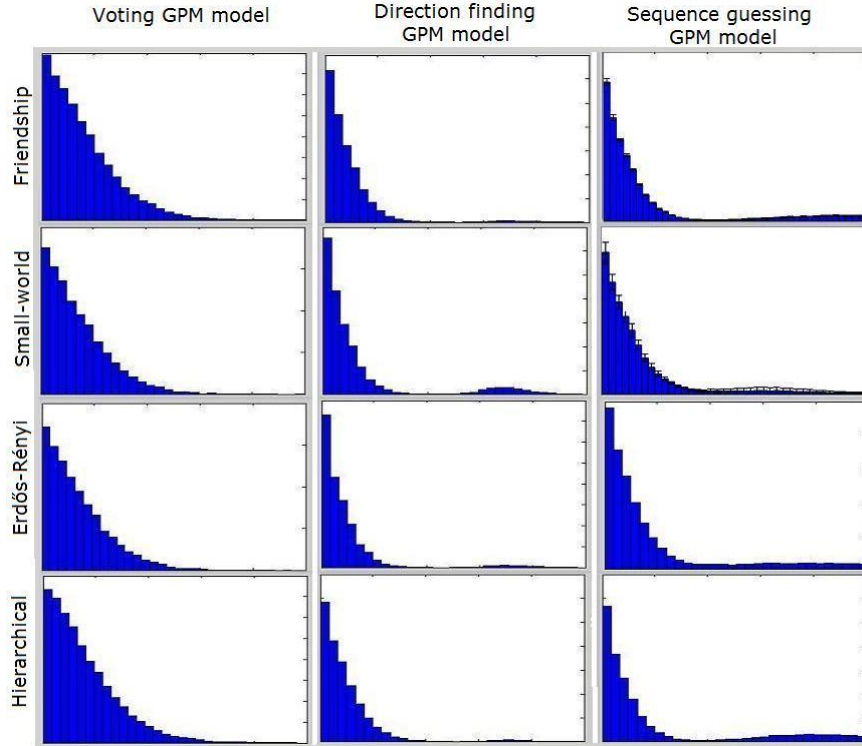 Voting GPM model
Direction finding
GPM model
Sequence guessing
GPM model
Friendship
Small-world
Erdős-Rényi
Hierarchical